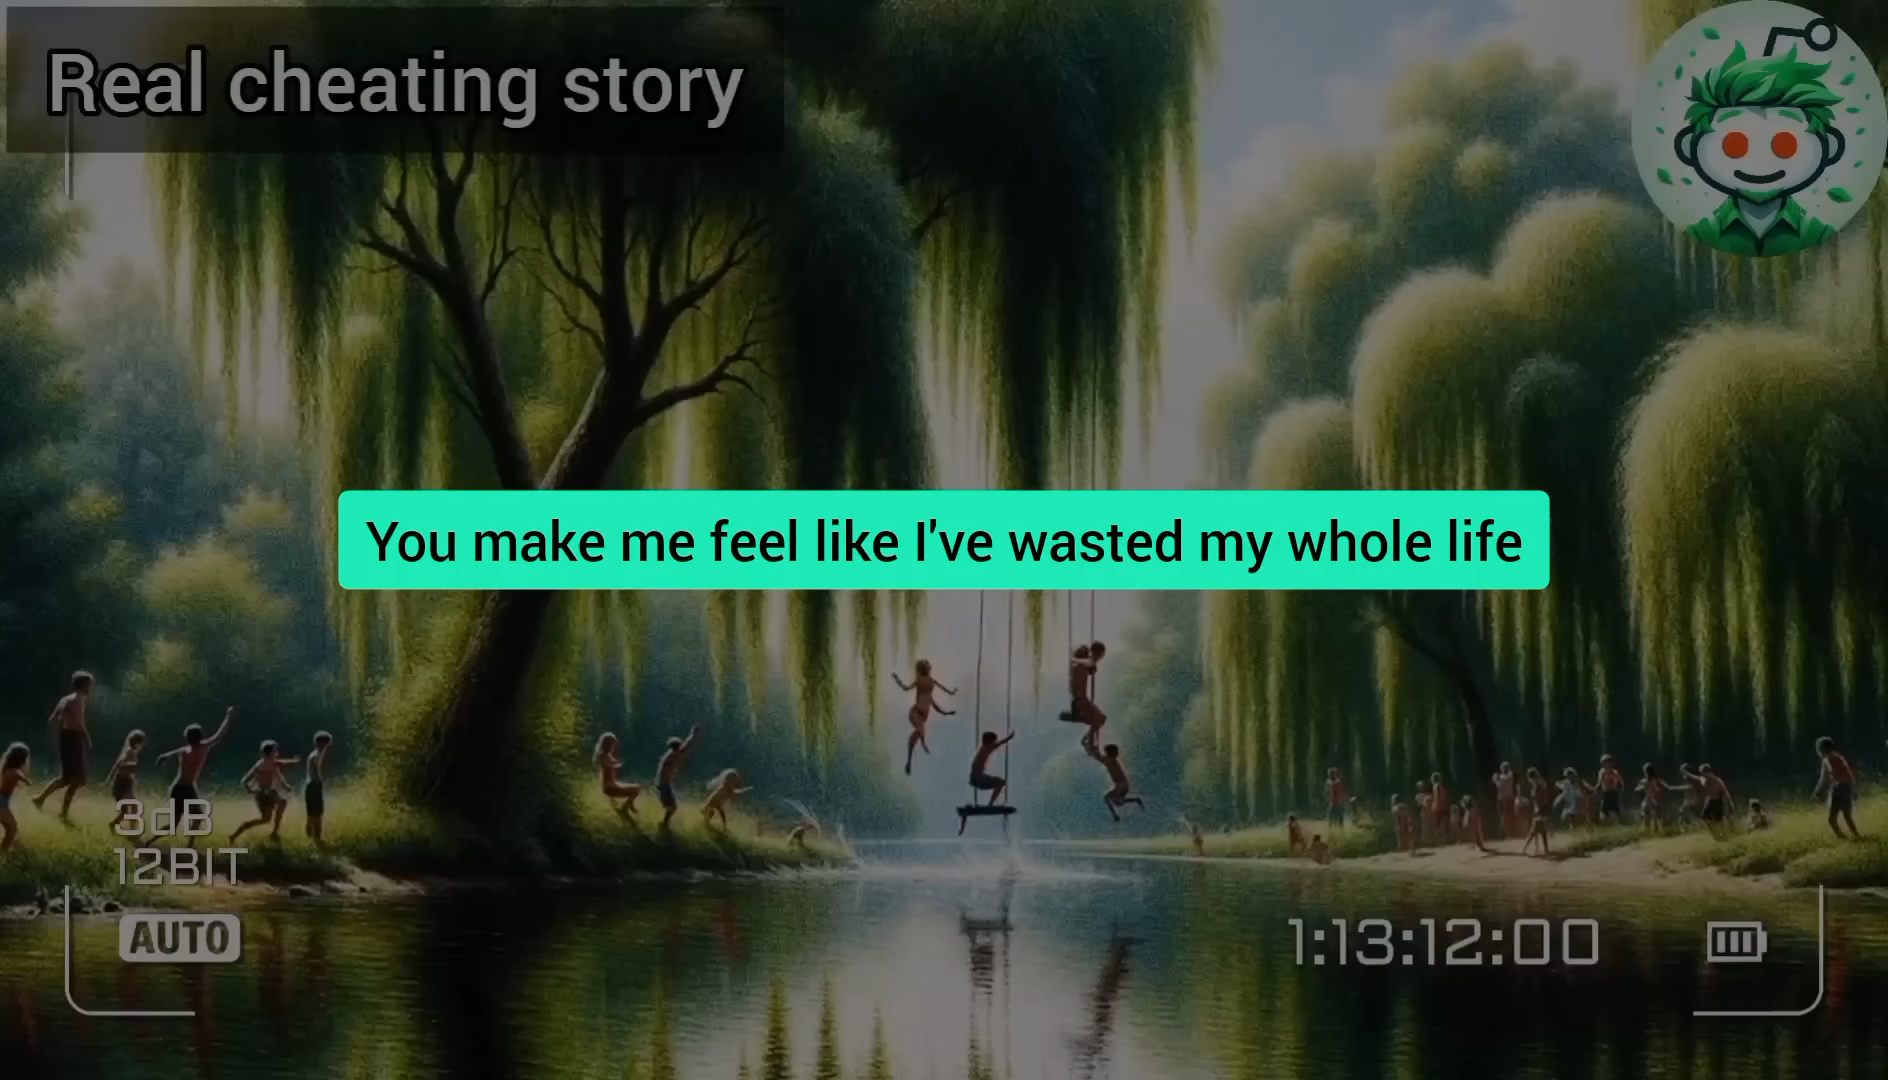 Real cheating story
You make me feel like I've wasted my whole life
3dB
12BIT
AUTO
1:13:12:00